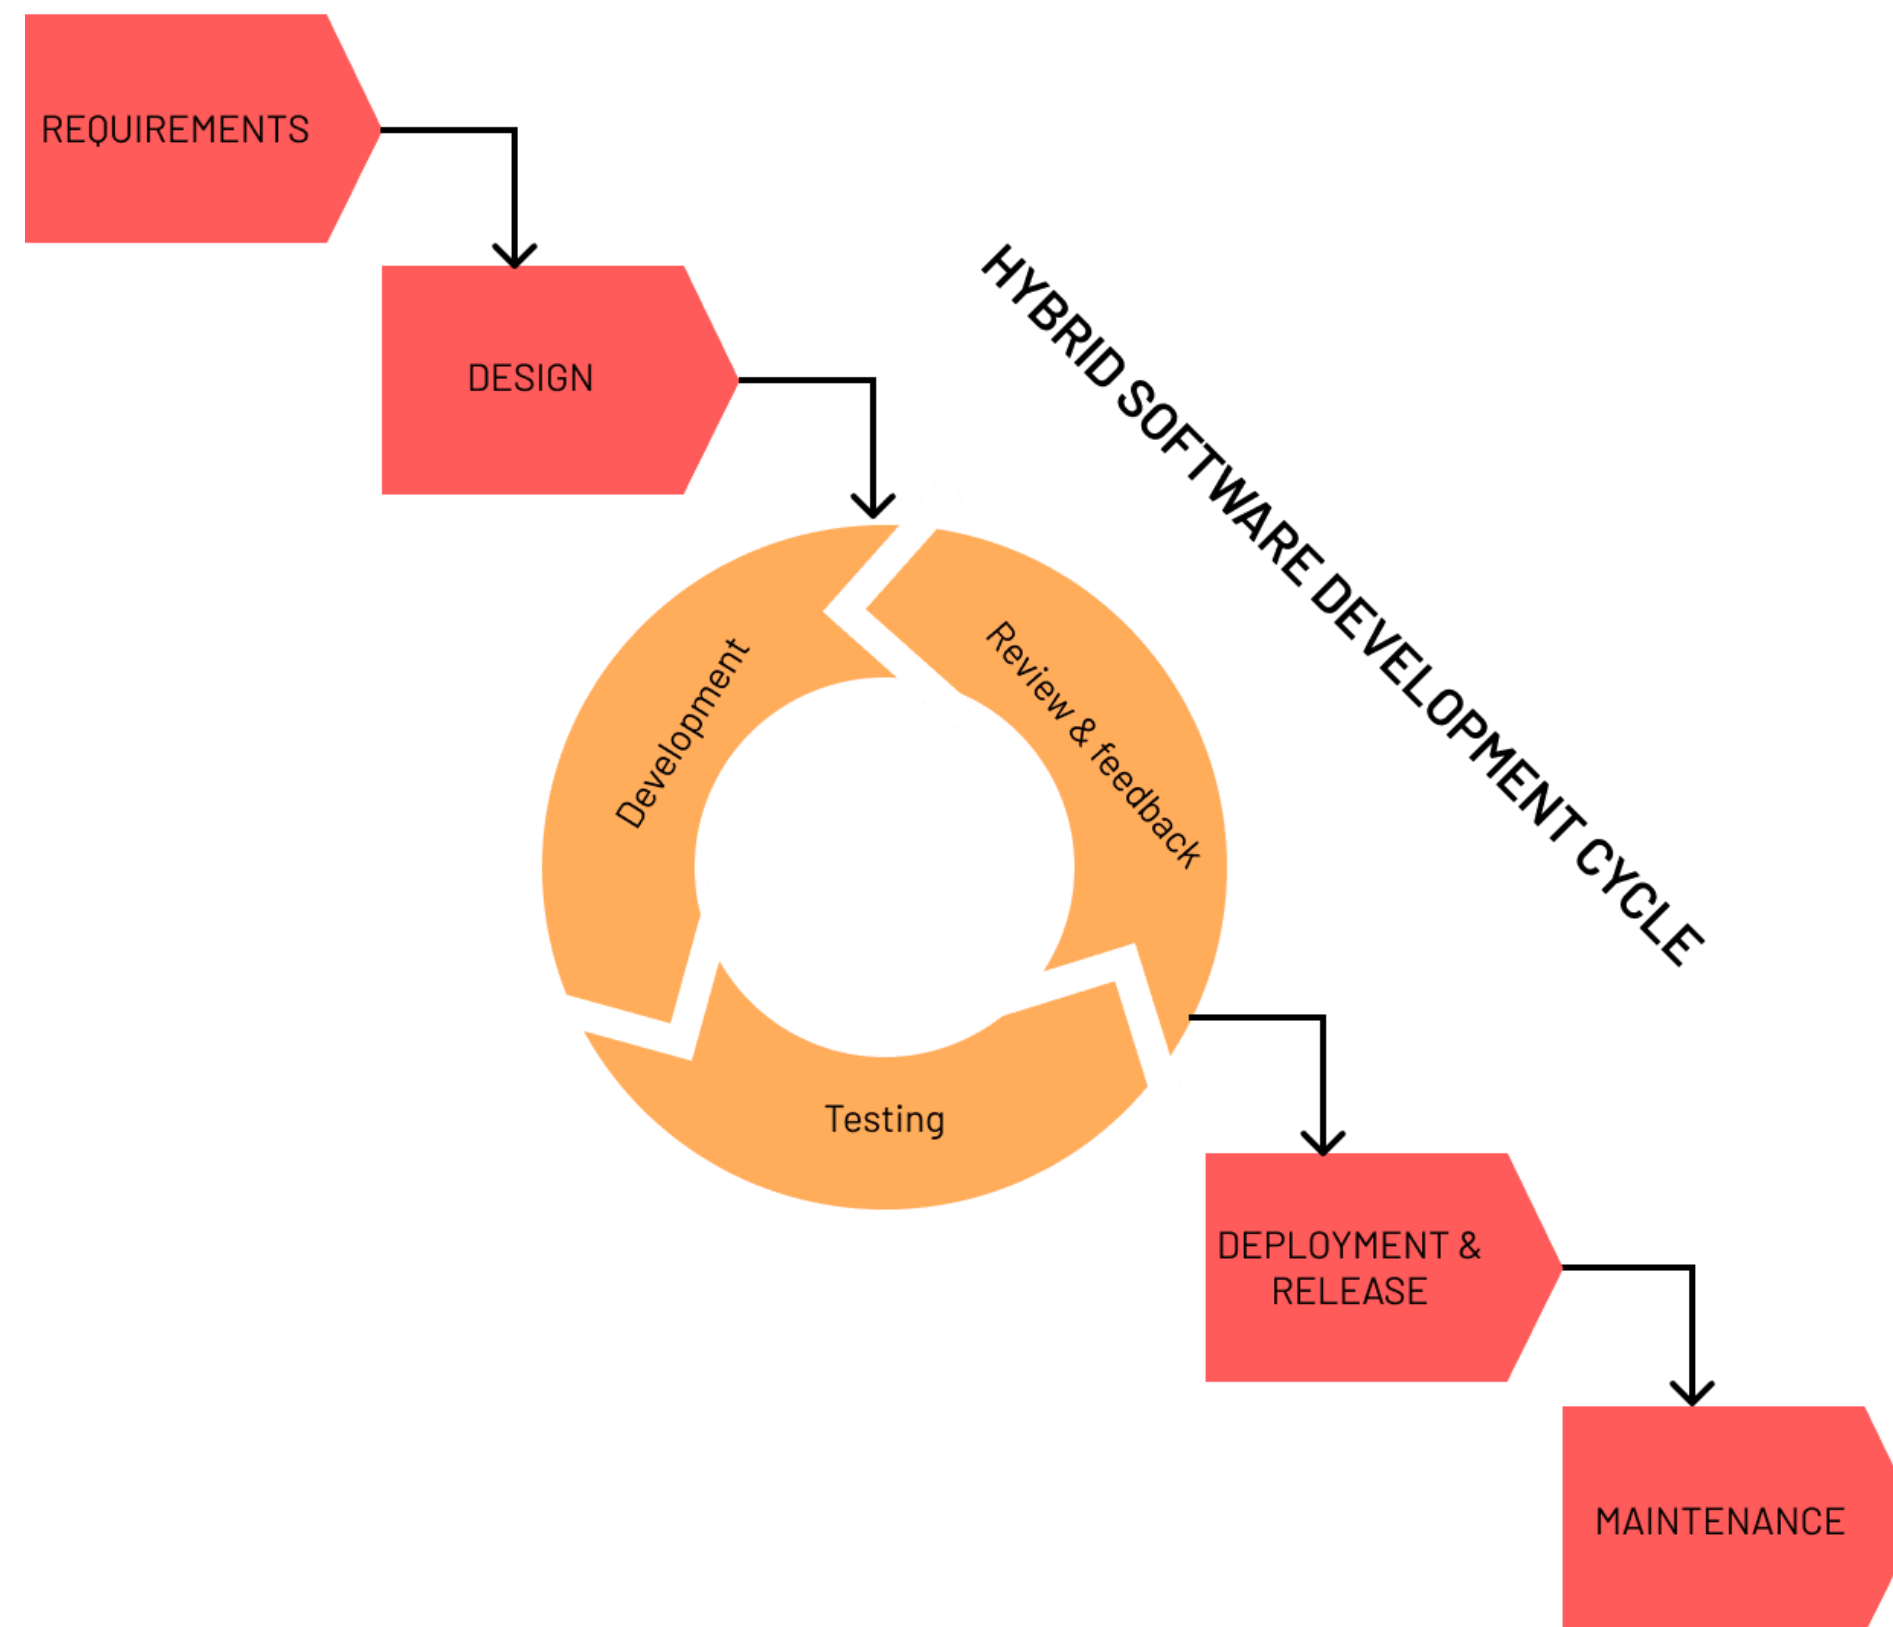 REQUIREMENTS
DESIGN
HYBRID SOFTWARE DEVELOPMENT CYCLE
Development
Review & feedback
Testing
DEPLOYMENT &
RELEASE
MAINTENANCE